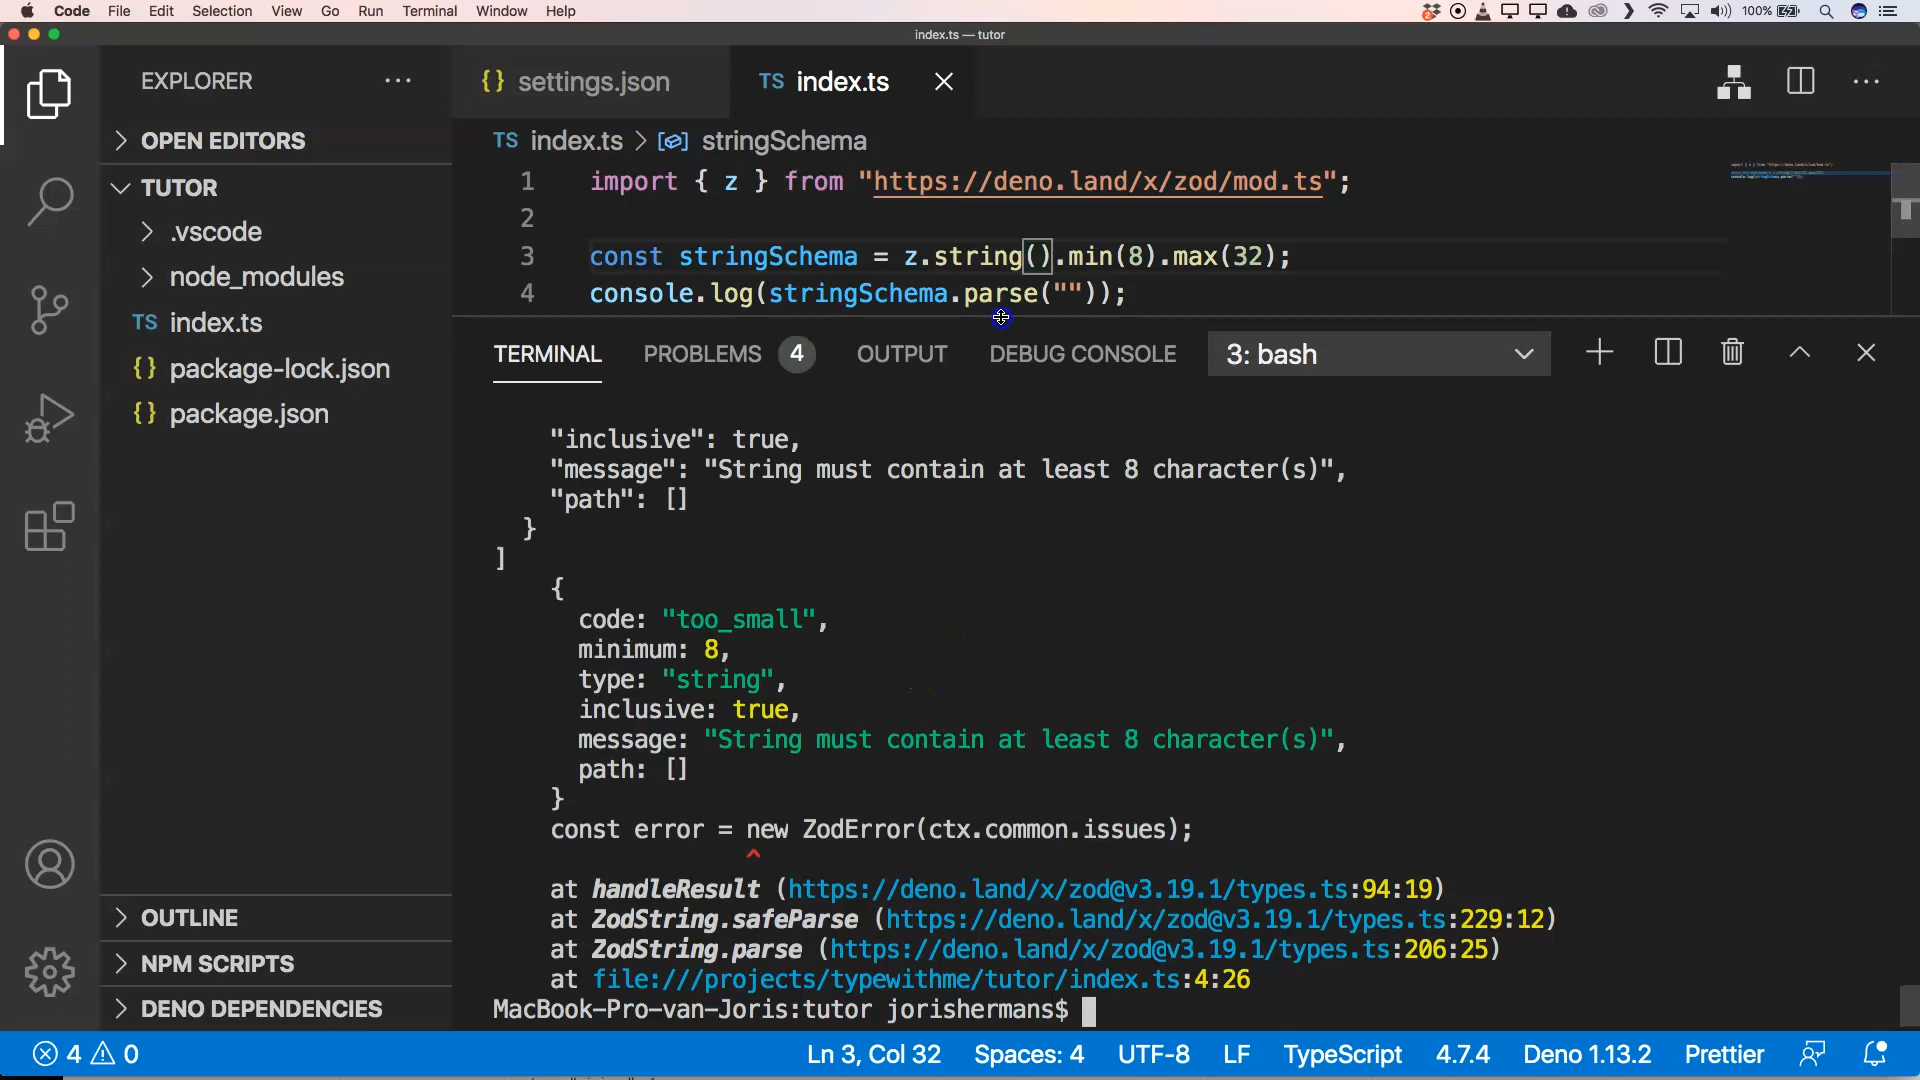 Code File Edit Selection View Go Run Terminal Window Help 100%
index.ts — tutor
EXPLORER
settings.json
TS index.ts
OPEN EDITORS
TS index.ts > stringSchema
TUTOR
.vscode
node_modules
TS index.ts
{} package-lock.json
{} package.json
1 import { z } from "https://deno.land/x/zod/mod.ts";
2
3 const stringSchema = z.string().min(8).max(32);
4 console.log(stringSchema.parse(""));
TERMINAL PROBLEMS 4 OUTPUT DEBUG CONSOLE 3: bash
"inclusive": true,
"message": "String must contain at least 8 character(s)",
"path": []
}
]
{
code: "too_small",
minimum: 8,
type: "string",
inclusive: true,
message: "String must contain at least 8 character(s)",
path: []
}
const error = new ZodError(ctx.common.issues);
^
at handleResult (https://deno.land/x/zod@v3.19.1/types.ts:94:19)
at ZodString.safeParse (https://deno.land/x/zod@v3.19.1/types.ts:229:12)
at ZodString.parse (https://deno.land/x/zod@v3.19.1/types.ts:206:25)
at file:///projects/typewithme/tutor/index.ts:4:26
MacBook-Pro-van-Joris:tutor jorishermans$
OUTLINE
NPM SCRIPTS
DENO DEPENDENCIES
4 0 Ln 3, Col 32 Spaces: 4 UTF-8 LF TypeScript 4.7.4 Deno 1.13.2 Prettier